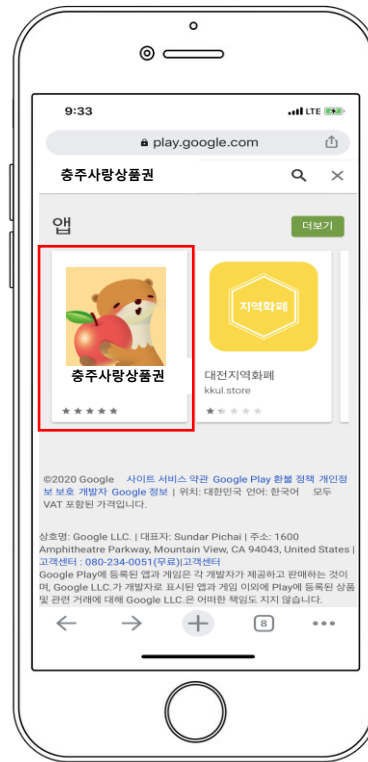 9:33
LTE
play.google.com
충주사랑상품권
앱
더보기
지역화폐
충주사랑상품권
대전지역화폐
kkul.store
©2020 Google 사이트 서비스 약관 Google Play 환불 정책 개인정
보 보호 개발자 Google 정보 | 위치: 대한민국 언어: 한국어 모두
VAT 포함된 가격입니다.
상호명: Google LLC. | 대표자: Sundar Pichai | 주소: 1600
Amphitheatre Parkway, Mountain View, CA 94043, United States |
고객센터 : 080-234-0051(무료)|고객센터
Google Play에 등록된 앱과 게임은 각 개발자가 제공하고 판매하는 것이
며, Google LLC.가 개발자로 표시된 앱과 게임 이외에 Play에 등록된 상품
및 관련 거래에 대해 Google LLC.은 어떠한 책임도 지지 않습니다.
8